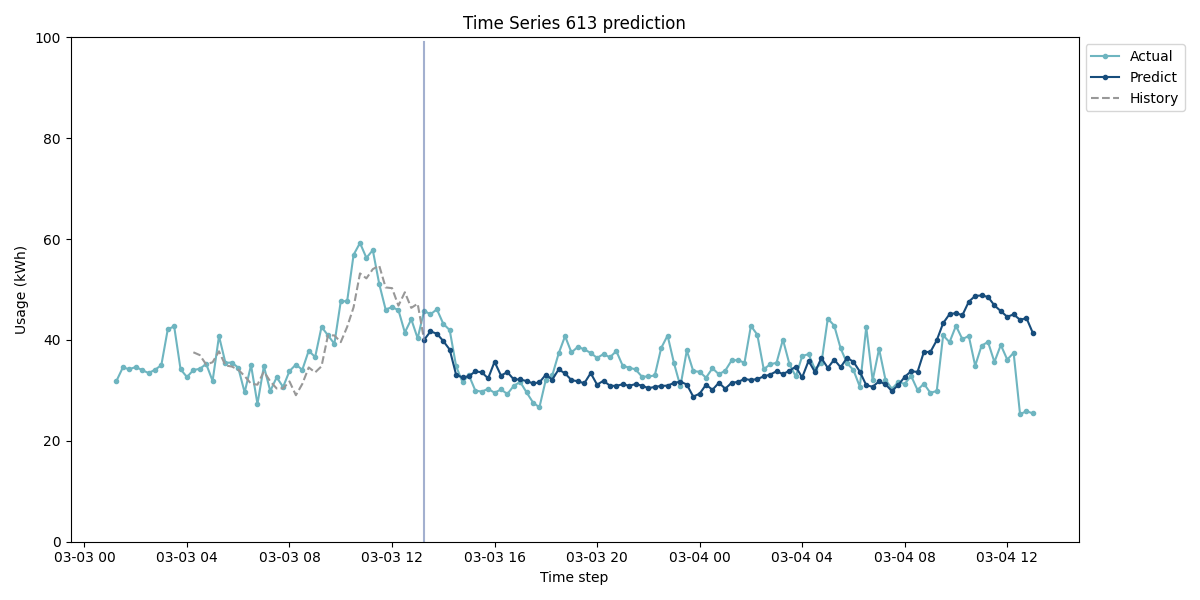 Time Series 613 prediction
Usage (kWh)
100
80
60
40
20
0
03-03 00 03-03 04 03-03 08 03-03 12 03-03 16 03-03 20 03-04 00 03-04 04 03-04 08 03-04 12
Time step
Actual
Predict
History